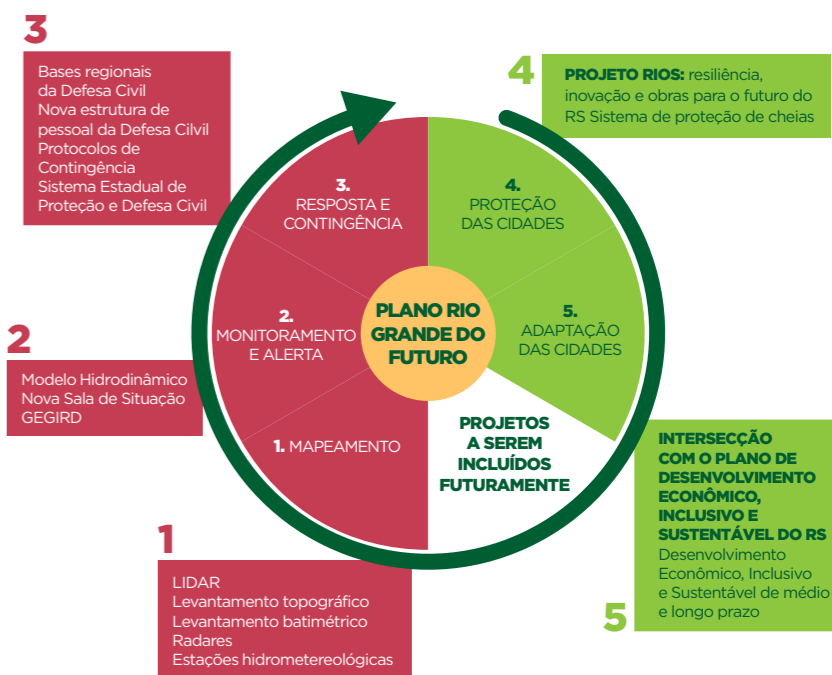 3
Bases regionais
da Defesa Civil
Nova estrutura de
pessoal da Defesa Cilvil
Protocolos de
Contingência
Sistema Estadual de
Proteção e Defesa Civil
4
PROJETO RIOS: resiliência,
inovação e obras para o futuro do
RS Sistema de proteção de cheias
3.
RESPOSTA E
CONTINGÊNCIA
4.
PROTEÇÃO
DAS CIDADES
2.
MONITORAMENTO
E ALERTA
PLANO RIO
GRANDE DO
FUTURO
5.
ADAPTAÇÃO
DAS CIDADES
2
Modelo Hidrodinâmico
Nova Sala de Situação
GEGIRD
1. MAPEAMENTO
PROJETOS
A SEREM
INCLUÍDOS
FUTURAMENTE
1
LIDAR
Levantamento topográfico
Levantamento batimétrico
Radares
Estações hidrometereológicas
INTERSECÇÃO
COM O PLANO DE
DESENVOLVIMENTO
ECONÔMICO,
INCLUSIVO E
SUSTENTÁVEL DO RS
Desenvolvimento
Econômico, Inclusivo
e Sustentável de médio
e longo prazo
5